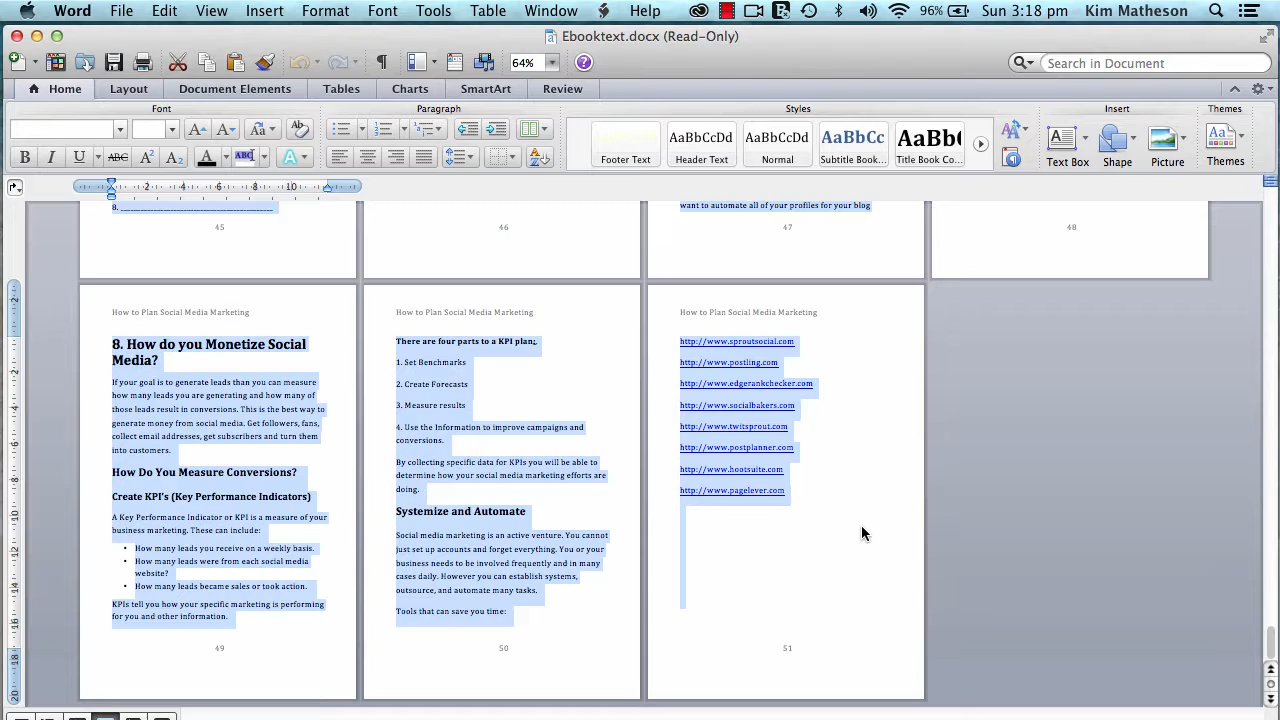 Word File Edit View Insert Format Font Tools Table Window Help 96% Sun 3:18 pm Kim Matheson
Ebooktext.docx (Read-Only)
64% Search in Document
Home Layout Document Elements Tables Charts SmartArt Review
Font Paragraph Styles Insert Themes
AaBbCcDd AaBbCcDd AaBbCc AaBb(
Footer Text Header Text Normal Subtitle Book... Title Book Co... Text Box Shape Picture Themes
B I U ABC A2 A2 A ABC A
2 4 6 8 10
8. ______________________________
want to automate all of your profiles for your blog
45 46 47 48
How to Plan Social Media Marketing
8. How do you Monetize Social
Media?
If your goal is to generate leads than you can measure
how many leads you are generating and how many of
those leads result in conversions. This is the best way to
generate money from social media. Get followers, fans,
collect email addresses, get subscribers and turn them
into customers.
How Do You Measure Conversions?
Create KPI's (Key Performance Indicators)
A Key Performance Indicator or KPI is a measure of your
business marketing. These can include:
• How many leads you receive on a weekly basis.
• How many leads were from each social media
website?
• How many leads became sales or took action.
KPIs tell you how your specific marketing is performing
for you and other information.
49
How to Plan Social Media Marketing
There are four parts to a KPI plan:.
1. Set Benchmarks
2. Create Forecasts
3. Measure results
4. Use the Information to improve campaigns and
conversions.
By collecting specific data for KPIs you will be able to
determine how your social media marketing efforts are
doing.
Systemize and Automate
Social media marketing is an active venture. You cannot
just set up accounts and forget everything. You or your
business needs to be involved frequently and in many
cases daily. However you can establish systems,
outsource, and automate many tasks.
Tools that can save you time:
50
How to Plan Social Media Marketing
http://www.sproutsocial.com
http://www.postling.com
http://www.edgerankchecker.com
http://www.socialbakers.com
http://www.twitsprout.com
http://www.postplanner.com
http://www.hootsuite.com
http://www.pagelever.com
51